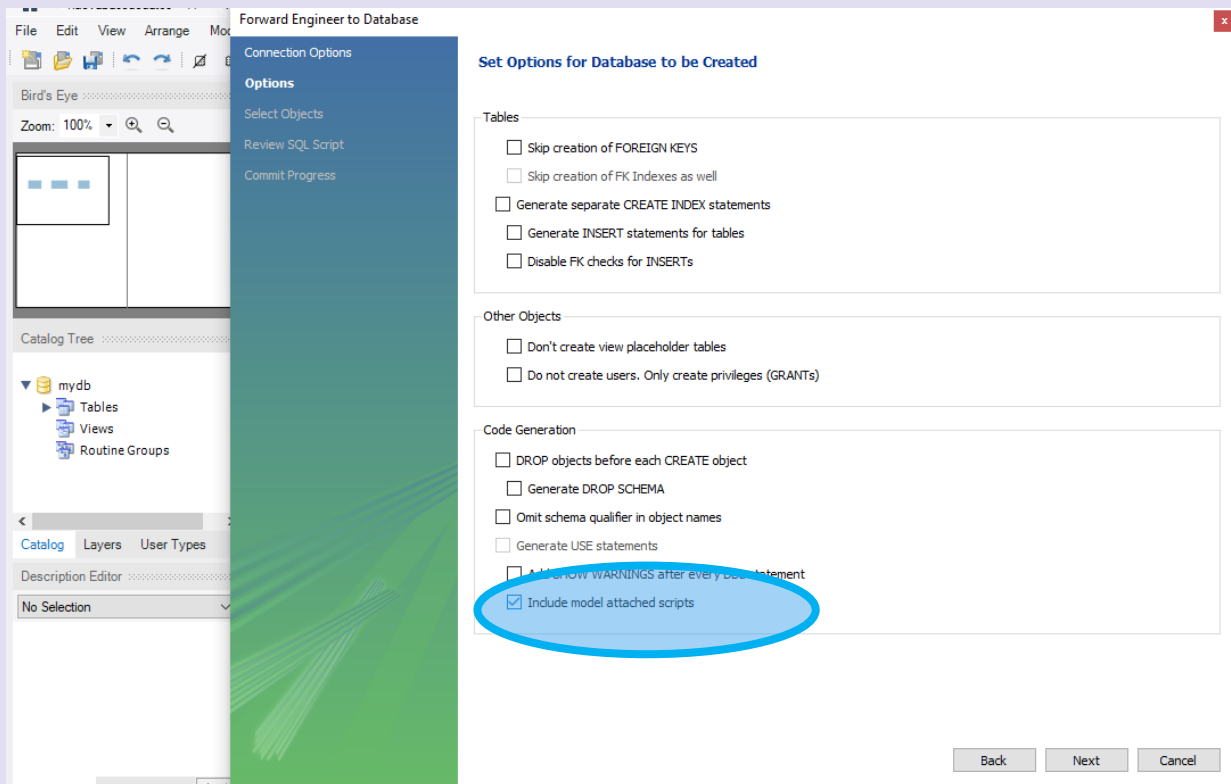 Forward Engineer to Database
x
File Edit View Arrange
Connection Options
Options
Select Objects
Review SQL Script
Commit Progress
Bird's Eye
Zoom: 100%
Catalog Tree
mydb
Tables
Views
Routine Groups
Catalog Layers User Types
Description Editor
No Selection
Set Options for Database to be Created
Tables
Skip creation of FOREIGN KEYS
Skip creation of FK Indexes as well
Generate separate CREATE INDEX statements
Generate INSERT statements for tables
Disable FK checks for INSERTs
Other Objects
Don't create view placeholder tables
Do not create users. Only create privileges (GRANTs)
Code Generation
DROP objects before each CREATE object
Generate DROP SCHEMA
Omit schema qualifier in object names
Generate USE statements
Add SHOW WARNINGS after every DDL statement
Include model attached scripts
Back Next Cancel